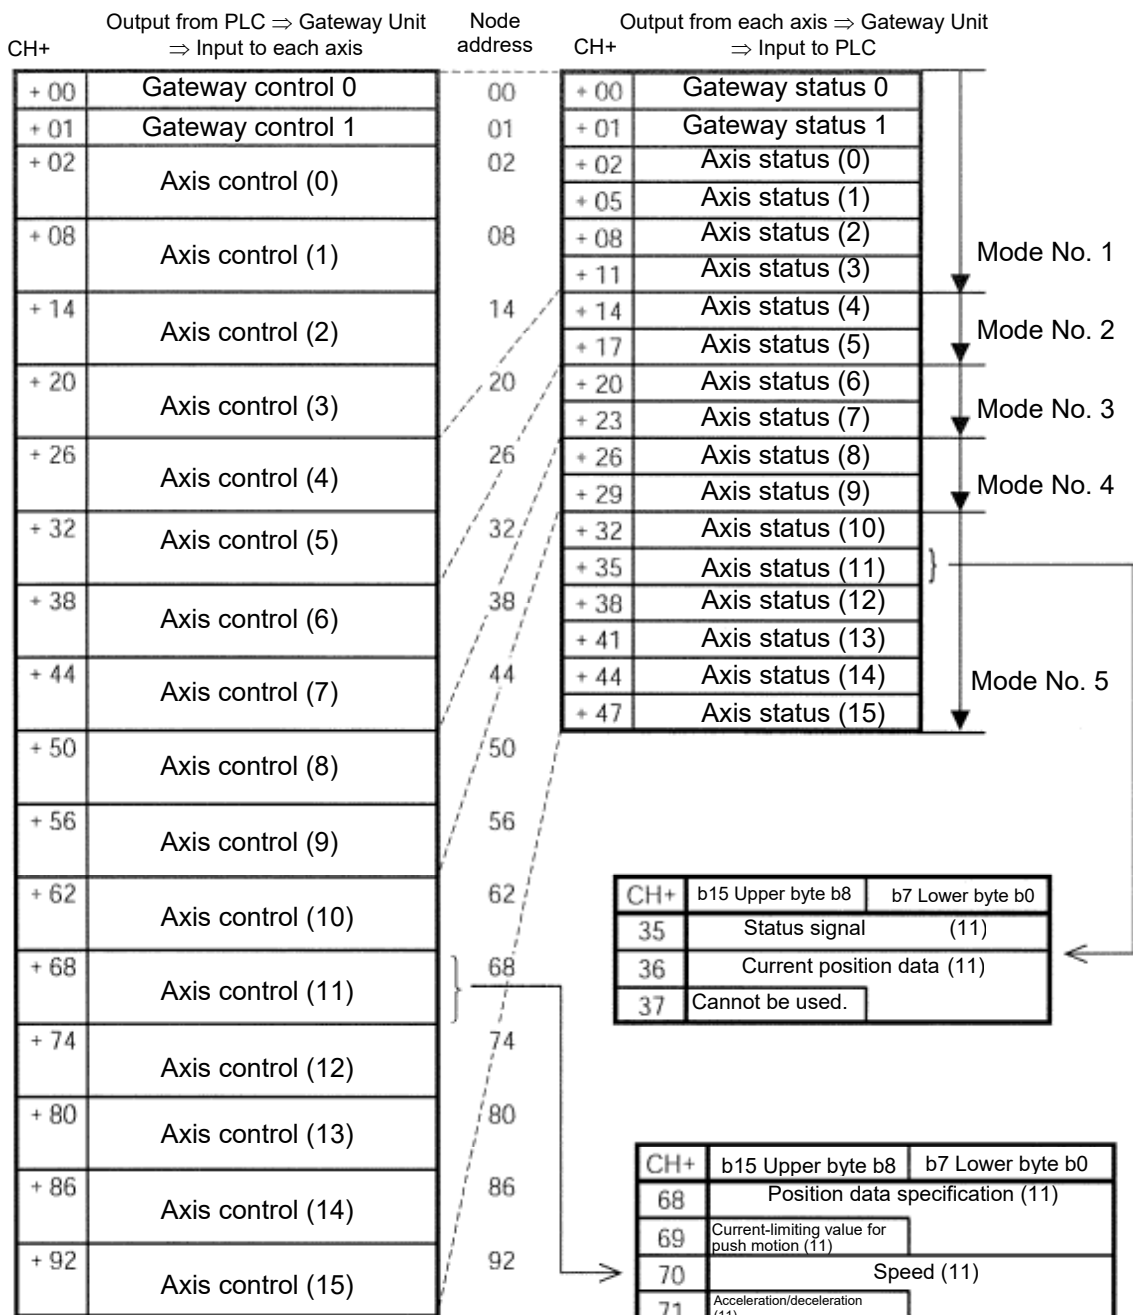 Output from PLC ⇒ Gateway Unit
⇒ Input to each axis
CH+
Node
address
Output from each axis ⇒ Gateway Unit
⇒ Input to PLC
CH+
+ 00 Gateway control 0
+ 01 Gateway control 1
+ 02 Axis control (0)
+ 08 Axis control (1)
+ 14 Axis control (2)
+ 20 Axis control (3)
+ 26 Axis control (4)
+ 32 Axis control (5)
+ 38 Axis control (6)
+ 44 Axis control (7)
+ 50 Axis control (8)
+ 56 Axis control (9)
+ 62 Axis control (10)
+ 68 Axis control (11)
+ 74 Axis control (12)
+ 80 Axis control (13)
+ 86 Axis control (14)
+ 92 Axis control (15)
00
01
02
08
14
20
26
32
38
44
50
56
62
68
74
80
86
92
+ 00 Gateway status 0
+ 01 Gateway status 1
+ 02 Axis status (0)
+ 05 Axis status (1)
+ 08 Axis status (2)
+ 11 Axis status (3)
+ 14 Axis status (4)
+ 17 Axis status (5)
+ 20 Axis status (6)
+ 23 Axis status (7)
+ 26 Axis status (8)
+ 29 Axis status (9)
+ 32 Axis status (10)
+ 35 Axis status (11)
+ 38 Axis status (12)
+ 41 Axis status (13)
+ 44 Axis status (14)
+ 47 Axis status (15)
Mode No. 1
Mode No. 2
Mode No. 3
Mode No. 4
Mode No. 5
CH+ b15 Upper byte b8 b7 Lower byte b0
35 Status signal (11)
36 Current position data (11)
37 Cannot be used.
CH+ b15 Upper byte b8 b7 Lower byte b0
68 Position data specification (11)
69 Current-limiting value for
push motion (11)
70 Speed (11)
71 Acceleration/deceleration
(11)